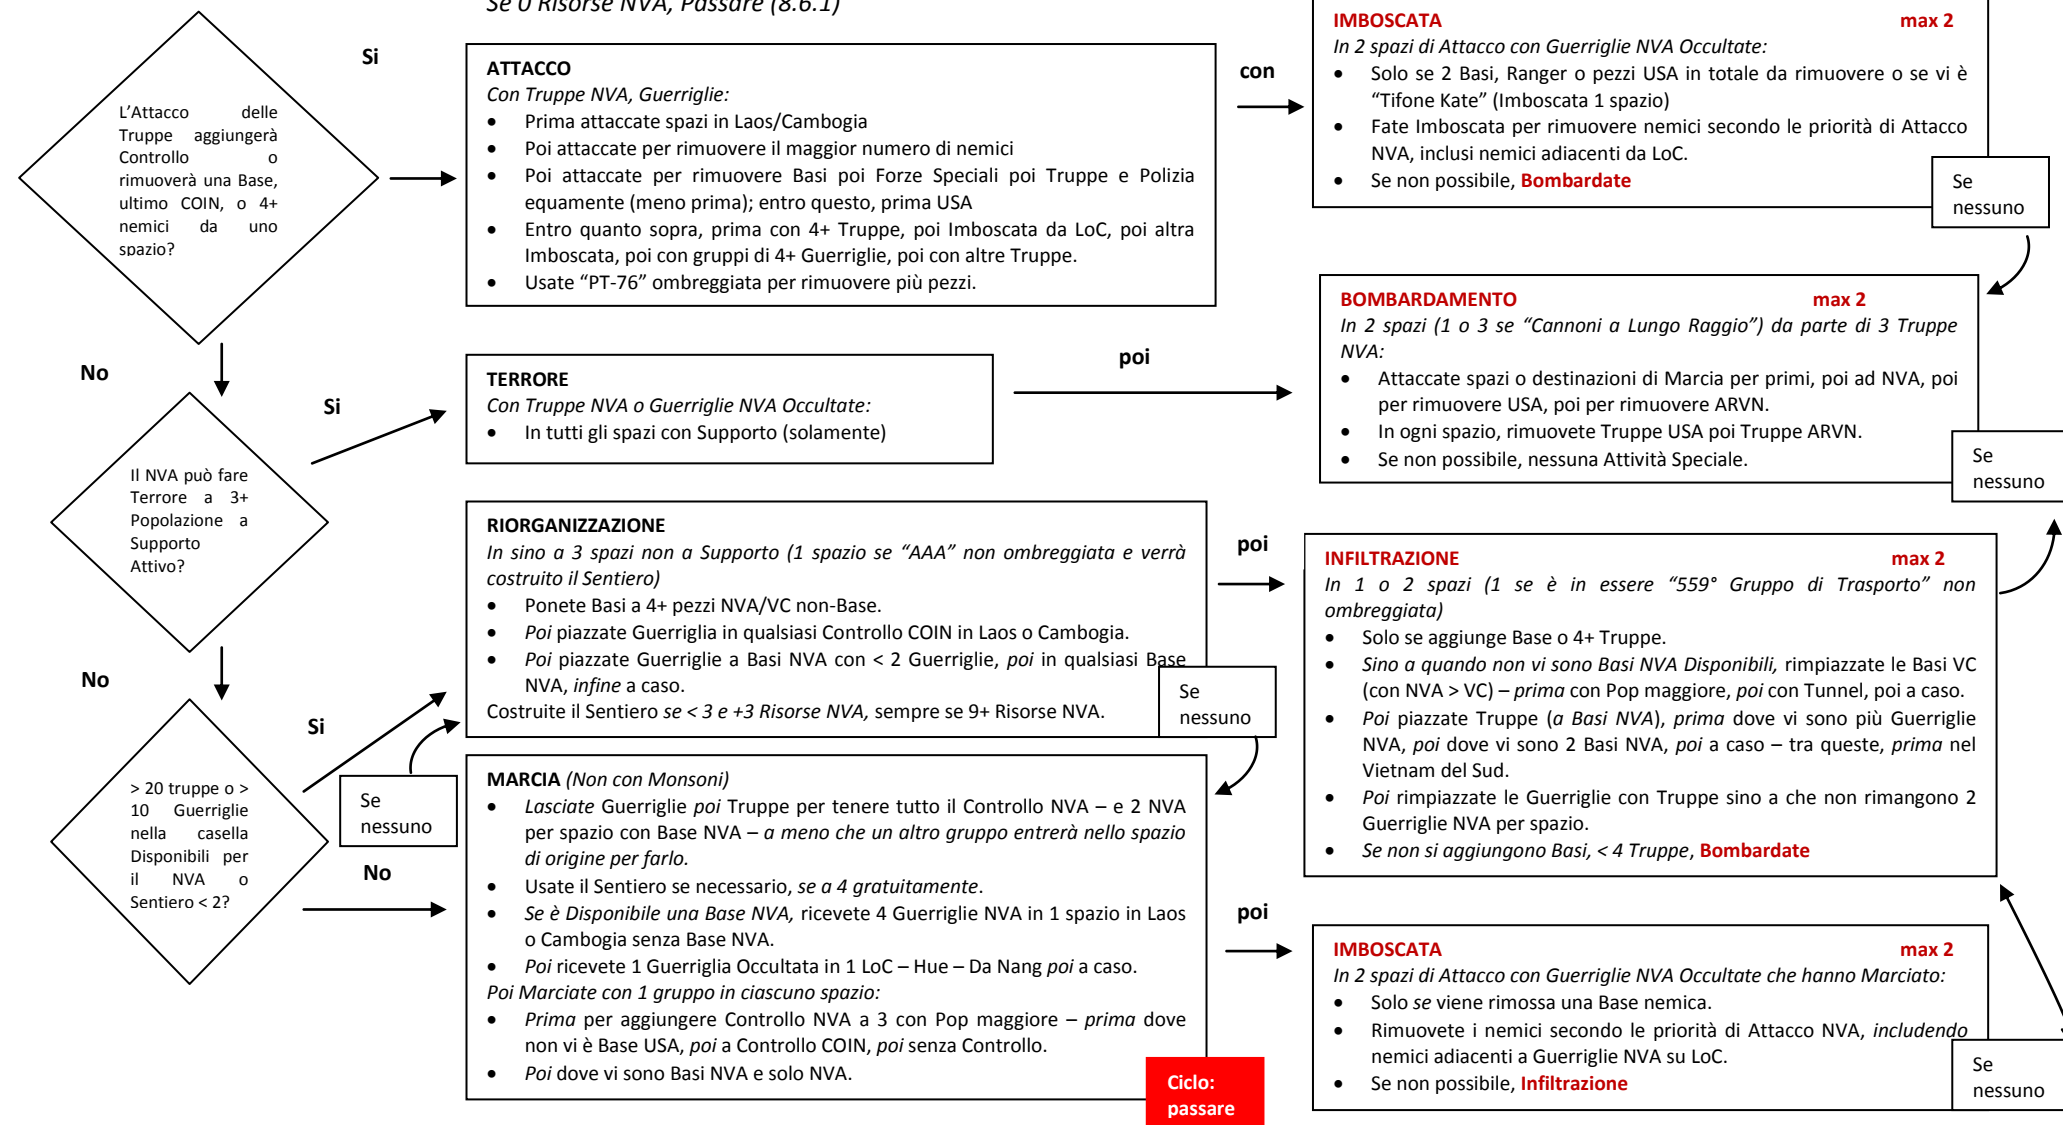 Se 0 Risorse NVA, Passare (8.6.1)
L'Attacco delle
Truppe aggiungerà
Controllo o
rimuoverà una Base,
ultimo COIN, o 4+
nemici da uno
spazio?
Si
No
ATTACCO
Con Truppe NVA, Guerriglie:
• Prima attaccate spazi in Laos/Cambogia
• Poi attaccate per rimuovere il maggior numero di nemici
• Poi attaccate per rimuovere Basi poi Forze Speciali poi Truppe e Polizia
equamente (meno prima); entro questo, prima USA
• Entro quanto sopra, prima con 4+ Truppe, poi Imboscata da LoC, poi altra
Imboscata, poi con gruppi di 4+ Guerriglie, poi con altre Truppe.
• Usate “PT-76” ombreggiata per rimuovere più pezzi.
con
IMBOSCATA max 2
In 2 spazi di Attacco con Guerriglie NVA Occultate:
• Solo se 2 Basi, Ranger o pezzi USA in totale da rimuovere o se vi è
“Tifone Kate” (Imboscata 1 spazio)
• Fate Imboscata per rimuovere nemici secondo le priorità di Attacco
NVA, inclusi nemici adiacenti da LoC.
• Se non possibile, Bombardate
Se
nessuno
Il NVA può fare
Terrore a 3+
Popolazione a
Supporto
Attivo?
Si
No
TERRORE
Con Truppe NVA o Guerriglie NVA Occultate:
• In tutti gli spazi con Supporto (solamente)
poi
BOMBARDAMENTO max 2
In 2 spazi (1 o 3 se “Cannoni a Lungo Raggio”) da parte di 3 Truppe
NVA:
• Attaccate spazi o destinazioni di Marcia per primi, poi ad NVA, poi
per rimuovere USA, poi per rimuovere ARVN.
• In ogni spazio, rimuovete Truppe USA poi Truppe ARVN.
• Se non possibile, nessuna Attività Speciale.
Se
nessuno
> 20 truppe o >
10 Guerriglie
nella casella
Disponibili per
il NVA o
Sentiero < 2?
Si
No
Se
nessuno
RIORGANIZZAZIONE
In sino a 3 spazi non a Supporto (1 spazio se “AAA” non ombreggiata e verrà
costruito il Sentiero)
• Ponete Basi a 4+ pezzi NVA/VC non-Base.
• Poi piazzate Guerriglia in qualsiasi Controllo COIN in Laos o Cambogia.
• Poi piazzate Guerriglie a Basi NVA con < 2 Guerriglie, poi in qualsiasi Base
NVA, infine a caso.
Costruite il Sentiero se < 3 e +3 Risorse NVA, sempre se 9+ Risorse NVA.
Se
nessuno
poi
INFILTRAZIONE max 2
In 1 o 2 spazi (1 se è in essere “559° Gruppo di Trasporto” non
ombreggiata)
• Solo se aggiunge Base o 4+ Truppe.
• Sino a quando non vi sono Basi NVA Disponibili, rimpiazzate le Basi VC
(con NVA > VC) – prima con Pop maggiore, poi con Tunnel, poi a caso.
• Poi piazzate Truppe (a Basi NVA), prima dove vi sono più Guerriglie
NVA, poi dove vi sono 2 Basi NVA, poi a caso – tra queste, prima nel
Vietnam del Sud.
• Poi rimpiazzate le Guerriglie con Truppe sino a che non rimangono 2
Guerriglie NVA per spazio.
• Se non si aggiungono Basi, < 4 Truppe, Bombardate
MARCIA (Non con Monsoni)
• Lasciate Guerriglie poi Truppe per tenere tutto il Controllo NVA – e 2 NVA
per spazio con Base NVA – a meno che un altro gruppo entrerà nello spazio
di origine per farlo.
• Usate il Sentiero se necessario, se a 4 gratuitamente.
• Se è Disponibile una Base NVA, ricevete 4 Guerriglie NVA in 1 spazio in Laos
o Cambogia senza Base NVA.
• Poi ricevete 1 Guerriglia Occultata in 1 LoC – Hue – Da Nang poi a caso.
Poi Marciate con 1 gruppo in ciascuno spazio:
• Prima per aggiungere Controllo NVA a 3 con Pop maggiore – prima dove
non vi è Base USA, poi a Controllo COIN, poi senza Controllo.
• Poi dove vi sono Basi NVA e solo NVA.
Ciclo:
passare
poi
IMBOSCATA max 2
In 2 spazi di Attacco con Guerriglie NVA Occultate che hanno Marciato:
• Solo se viene rimossa una Base nemica.
• Rimuovete i nemici secondo le priorità di Attacco NVA, includendo
nemici adiacenti a Guerriglie NVA su LoC.
• Se non possibile, Infiltrazione
Se
nessuno